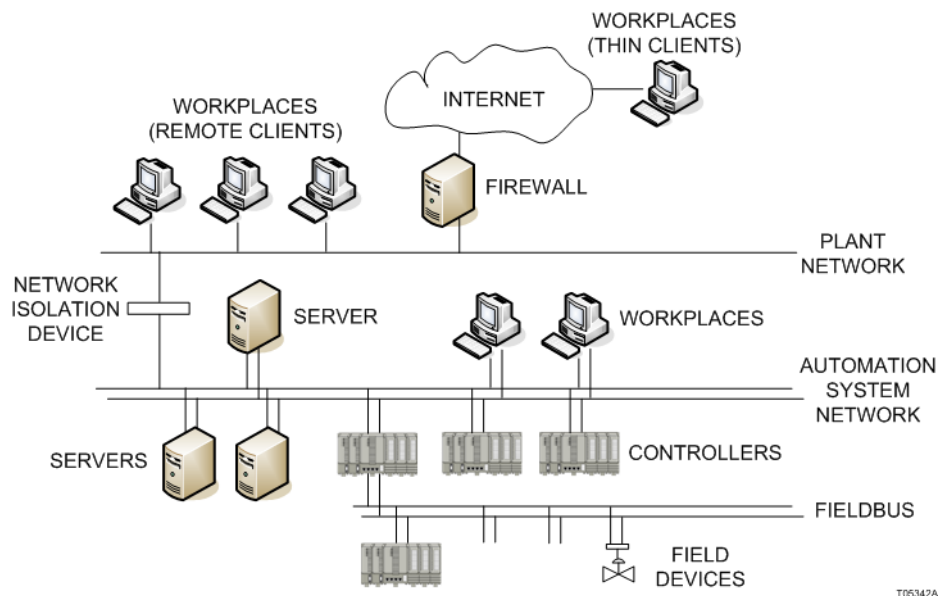 WORKPLACES
(THIN CLIENTS)
INTERNET
WORKPLACES
(REMOTE CLIENTS)
FIREWALL
PLANT
NETWORK
NETWORK
ISOLATION
DEVICE
SERVER
WORKPLACES
AUTOMATION
SYSTEM
NETWORK
SERVERS
CONTROLLERS
FIELDBUS
FIELD
DEVICES
T05342A